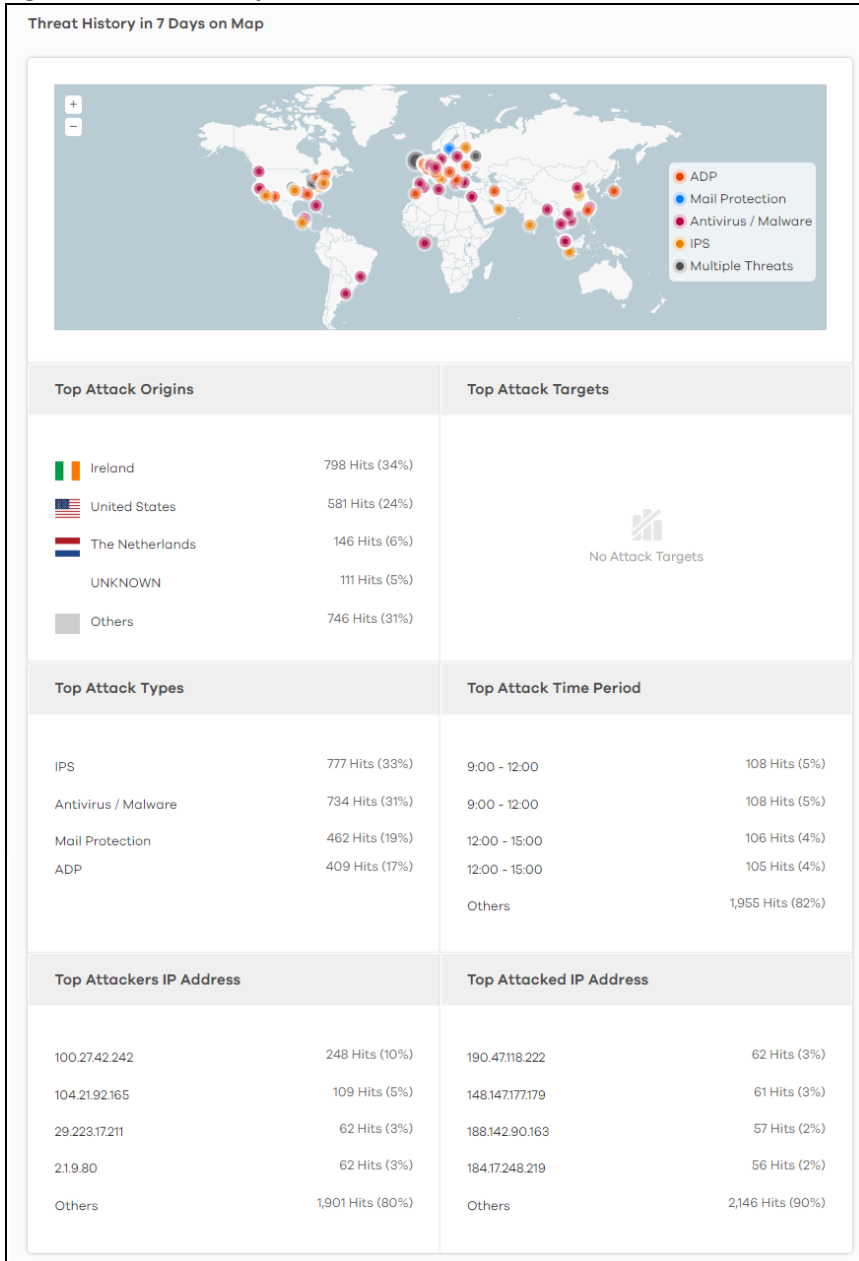 Threat History in 7 Days on Map
+
−
ADP
Mail Protection
Antivirus / Malware
IPS
Multiple Threats
Top Attack Origins
Ireland 798 Hits (34%)
United States 581 Hits (24%)
The Netherlands 146 Hits (6%)
UNKNOWN 111 Hits (5%)
Others 746 Hits (31%)
Top Attack Targets
No Attack Targets
Top Attack Types
IPS 777 Hits (33%)
Antivirus / Malware 734 Hits (31%)
Mail Protection 462 Hits (19%)
ADP 409 Hits (17%)
Top Attack Time Period
9:00 - 12:00 108 Hits (5%)
9:00 - 12:00 108 Hits (5%)
12:00 - 15:00 106 Hits (4%)
12:00 - 15:00 105 Hits (4%)
Others 1,955 Hits (82%)
Top Attackers IP Address
100.27.42.242 248 Hits (10%)
104.21.92.165 109 Hits (5%)
29.223.17.211 62 Hits (3%)
2.1.9.80 62 Hits (3%)
Others 1,901 Hits (80%)
Top Attacked IP Address
190.47.118.222 62 Hits (3%)
148.147.177.179 61 Hits (3%)
188.142.90.163 57 Hits (2%)
184.17.248.219 56 Hits (2%)
Others 2,146 Hits (90%)